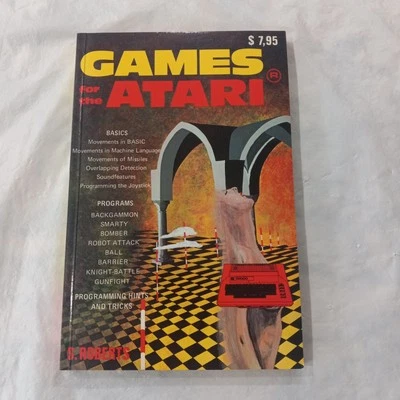 $ 7,95
GAMES
for the ATARI ®
BASICS
Movements in BASIC
Movements in Machine Language
Movements of Missiles
Overlapping Detection
Soundfeatures
Programming the Joystick
PROGRAMS
BACKGAMMON
SMARTY
BOMBER
ROBOT ATTACK
BALL
BARRIER
KNIGHT-BATTLE
GUNFIGHT
PROGRAMMING HINTS
AND TRICKS
D. ROBERTS